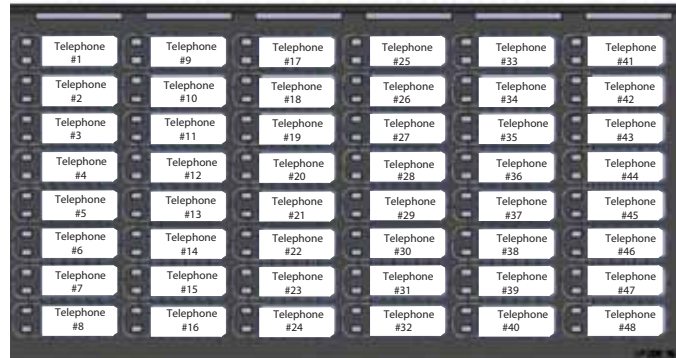 Telephone
#1
Telephone
#2
Telephone
#3
Telephone
#4
Telephone
#5
Telephone
#6
Telephone
#7
Telephone
#8
Telephone
#9
Telephone
#10
Telephone
#11
Telephone
#12
Telephone
#13
Telephone
#14
Telephone
#15
Telephone
#16
Telephone
#17
Telephone
#18
Telephone
#19
Telephone
#20
Telephone
#21
Telephone
#22
Telephone
#23
Telephone
#24
Telephone
#25
Telephone
#26
Telephone
#27
Telephone
#28
Telephone
#29
Telephone
#30
Telephone
#31
Telephone
#32
Telephone
#33
Telephone
#34
Telephone
#35
Telephone
#36
Telephone
#37
Telephone
#38
Telephone
#39
Telephone
#40
Telephone
#41
Telephone
#42
Telephone
#43
Telephone
#44
Telephone
#45
Telephone
#46
Telephone
#47
Telephone
#48